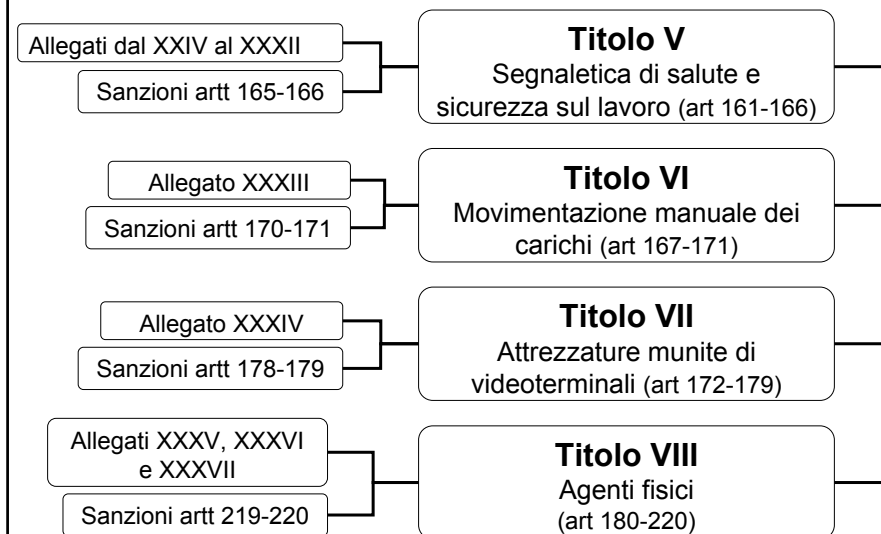 Allegati dal XXIV al XXXII
Sanzioni artt 165-166
Titolo V
Segnaletica di salute e
sicurezza sul lavoro (art 161-166)
Allegato XXXIII
Sanzioni artt 170-171
Titolo VI
Movimentazione manuale dei
carichi (art 167-171)
Allegato XXXIV
Sanzioni artt 178-179
Titolo VII
Attrezzature munite di
videoterminali (art 172-179)
Allegati XXXV, XXXVI
e XXXVII
Sanzioni artt 219-220
Titolo VIII
Agenti fisici
(art 180-220)